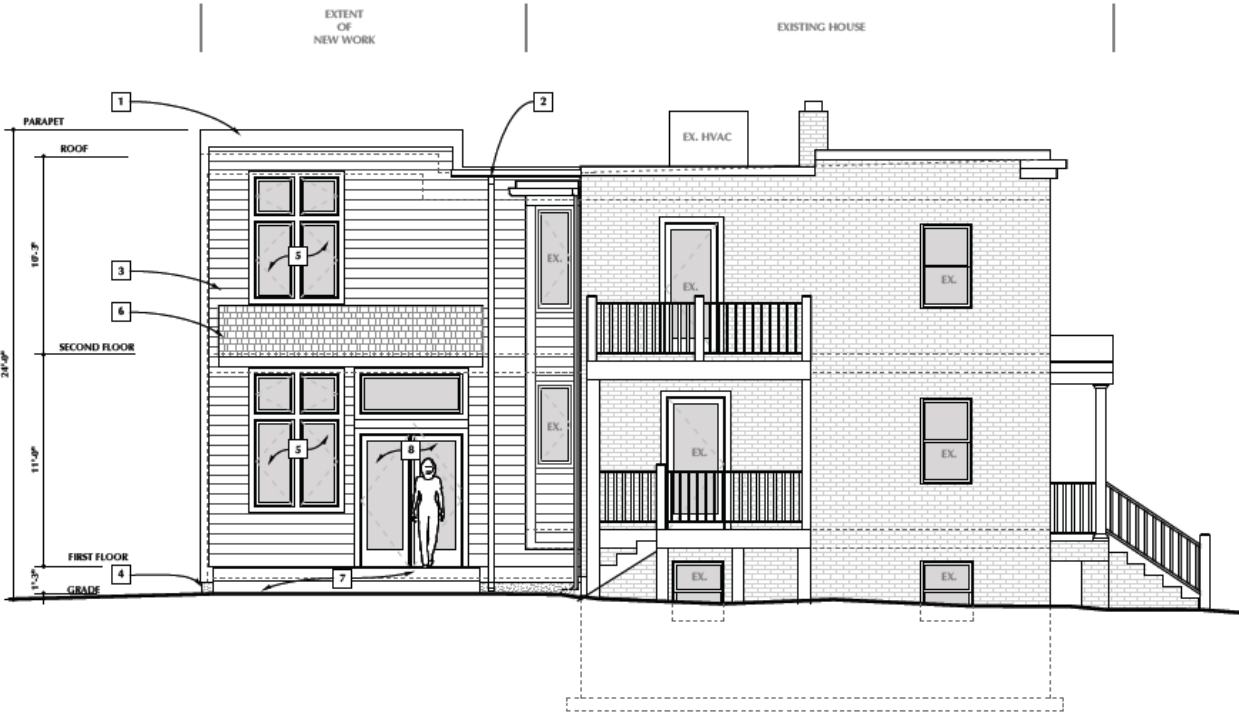 EXTENT
OF
NEW WORK
EXISTING HOUSE
1
2
PARAPET
EX. HVAC
ROOF
10'-3"
5
EX.
EX.
EX.
3
6
SECOND FLOOR
24'-0"
11'-0"
5
8
EX.
EX.
EX.
FIRST FLOOR
4
7
EX.
EX.
1'-3"
GRADE